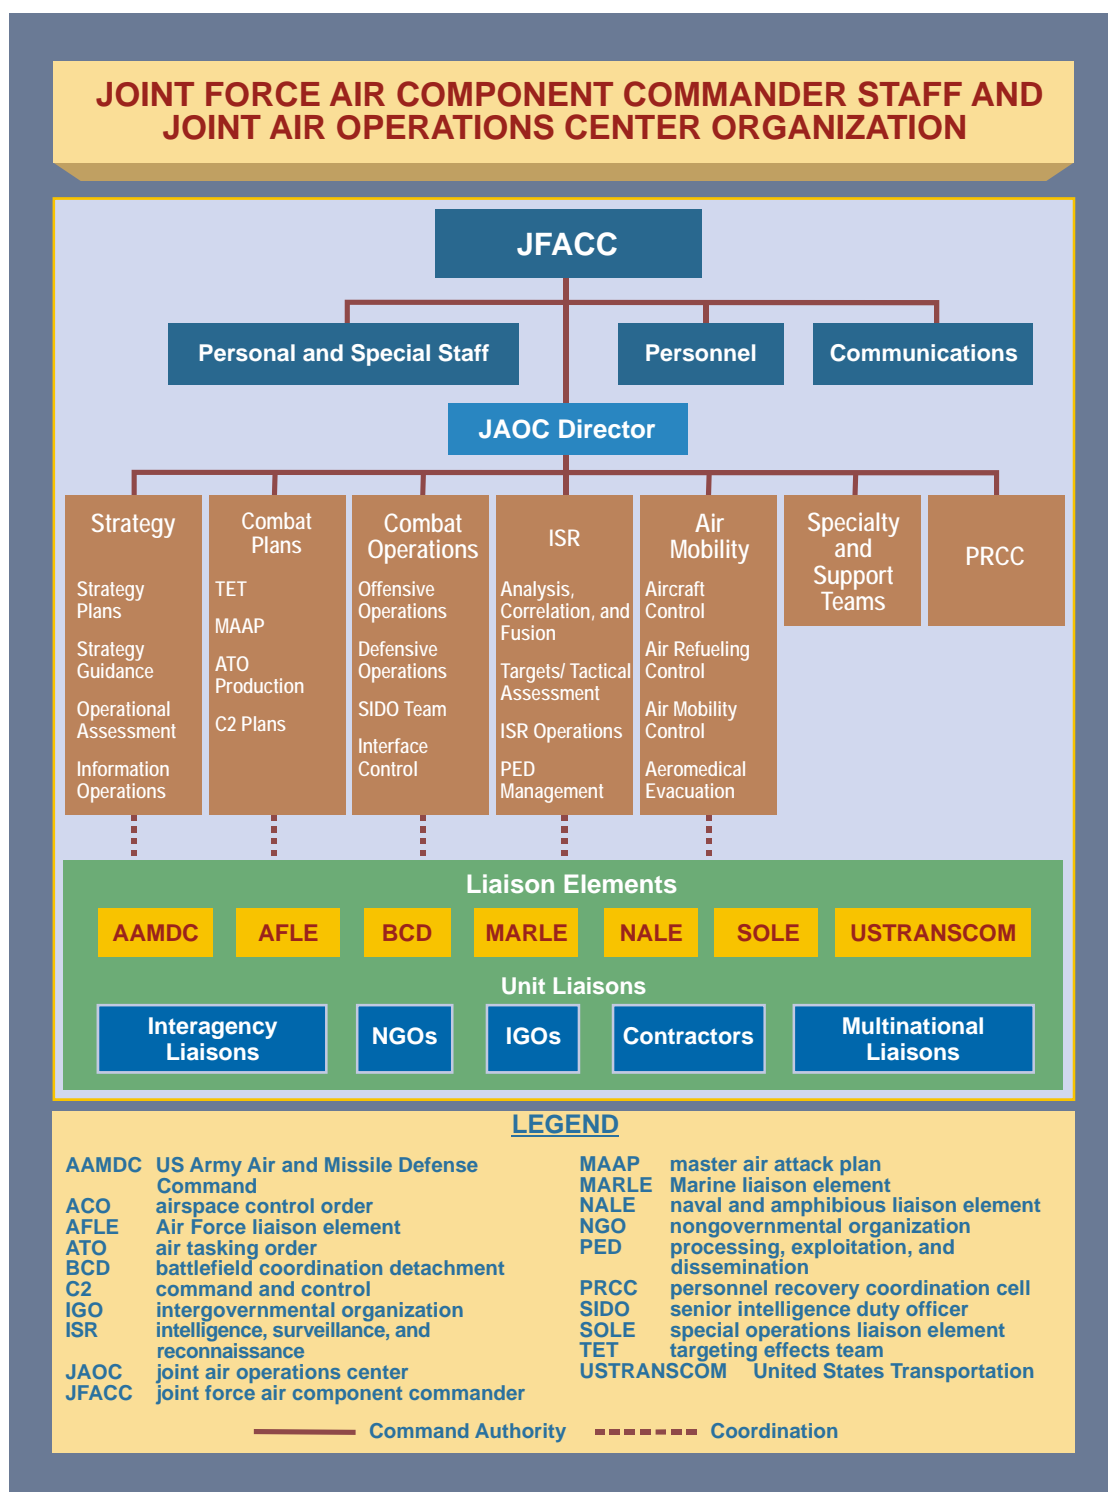 JOINT FORCE AIR COMPONENT COMMANDER STAFF AND
JOINT AIR OPERATIONS CENTER ORGANIZATION
JFACC
Personal and Special Staff
Personnel
Communications
JAOC Director
Strategy
Strategy
Plans
Strategy
Guidance
Operational
Assessment
Information
Operations
Combat
Plans
TET
MAAP
ATO
Production
C2 Plans
Combat
Operations
Offensive
Operations
Defensive
Operations
SIDO Team
Interface
Control
ISR
Analysis,
Correlation, and
Fusion
Targets/ Tactical
Assessment
ISR Operations
PED
Management
Air
Mobility
Aircraft
Control
Air Refueling
Control
Air Mobility
Control
Aeromedical
Evacuation
Specialty
and
Support
Teams
PRCC
Liaison Elements
AAMDC
AFLE
BCD
MARLE
NALE
SOLE
USTRANSCOM
Unit Liaisons
Interagency
Liaisons
NGOs
IGOs
Contractors
Multinational
Liaisons
LEGEND
AAMDC US Army Air and Missile Defense
Command
ACO airspace control order
AFLE Air Force liaison element
ATO air tasking order
BCD battlefield coordination detachment
C2 command and control
IGO intergovernmental organization
ISR intelligence, surveillance, and
reconnaissance
JAOC joint air operations center
JFACC joint force air component commander
MAAP master air attack plan
MARLE Marine liaison element
NALE naval and amphibious liaison element
NGO nongovernmental organization
PED processing, exploitation, and
dissemination
PRCC personnel recovery coordination cell
SIDO senior intelligence duty officer
SOLE special operations liaison element
TET targeting effects team
USTRANSCOM United States Transportation
Command Authority
Coordination